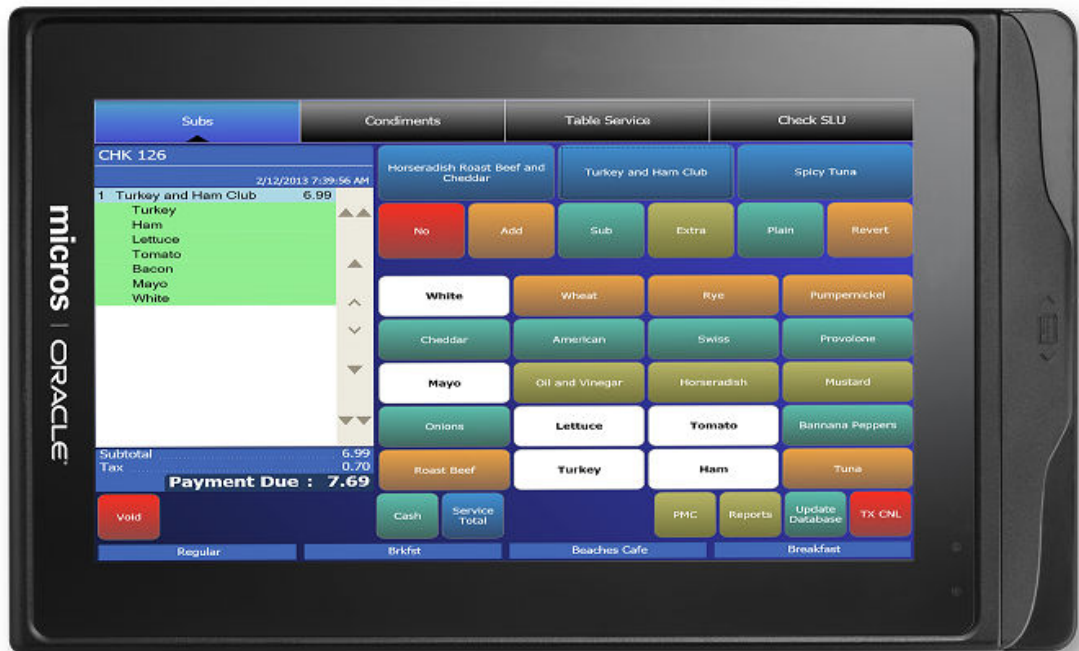 micros | ORACLE
Subs
Condiments
Table Service
Check SLU
CHK 126
2/12/2013 7:39:56 AM
1 Turkey and Ham Club 6.99
Turkey
Ham
Lettuce
Tomato
Bacon
Mayo
White
Subtotal 6.99
Tax 0.70
Payment Due : 7.69
Horseradish Roast Beef and
Cheddar
Turkey and Ham Club
Spicy Tuna
No
Add
Sub
Extra
Plain
Revert
White
Wheat
Rye
Pumpernickel
Cheddar
American
Swiss
Provolone
Mayo
Oil and Vinegar
Horseradish
Mustard
Onions
Lettuce
Tomato
Bannana Peppers
Roast Beef
Turkey
Ham
Tuna
Void
Cash
Service
Total
PMC
Reports
Update
Database
TX CNL
Regular
Brkfst
Beaches Cafe
Breakfast